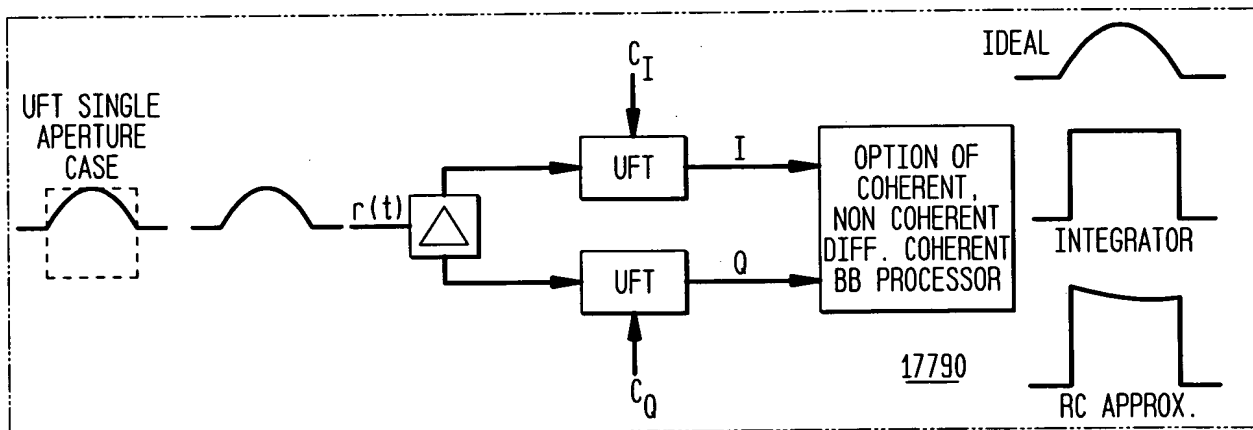 UFT SINGLE
APERTURE
CASE
r(t)
C_I
UFT
I
UFT
Q
C_Q
OPTION OF
COHERENT,
NON COHERENT
DIFF. COHERENT
BB PROCESSOR
17790
IDEAL
INTEGRATOR
RC APPROX.